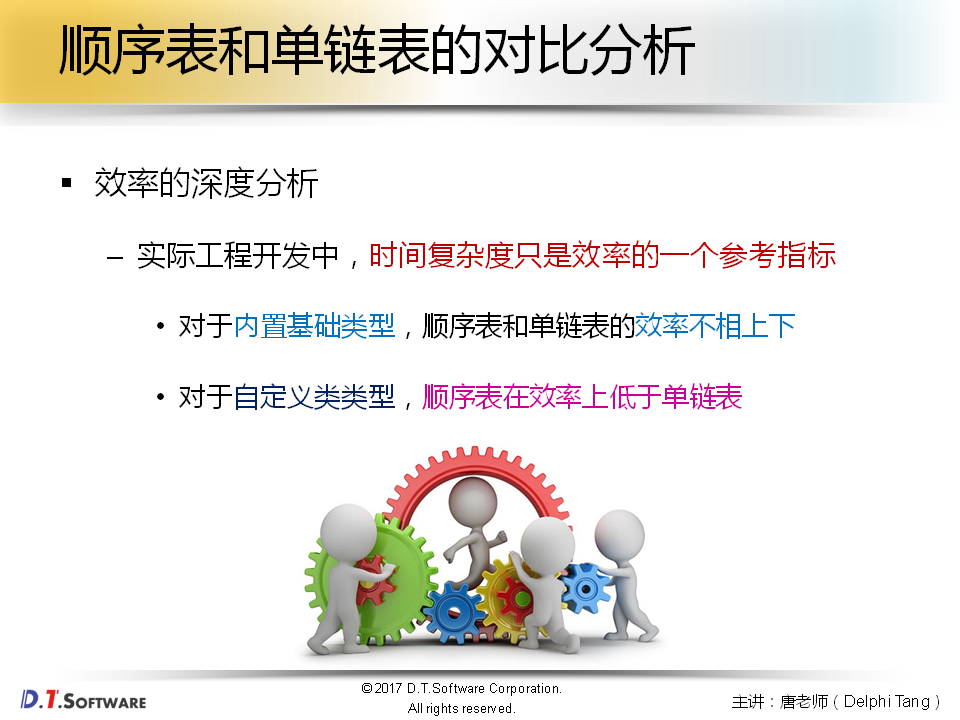 顺序表和单链表的对比分析
▪ 效率的深度分析
– 实际工程开发中，时间复杂度只是效率的一个参考指标
• 对于内置基础类型，顺序表和单链表的效率不相上下
• 对于自定义类类型，顺序表在效率上低于单链表
D.T.SOFTWARE
©2017 D.T.Software Corporation.
All rights reserved.
主讲：唐老师（Delphi Tang）